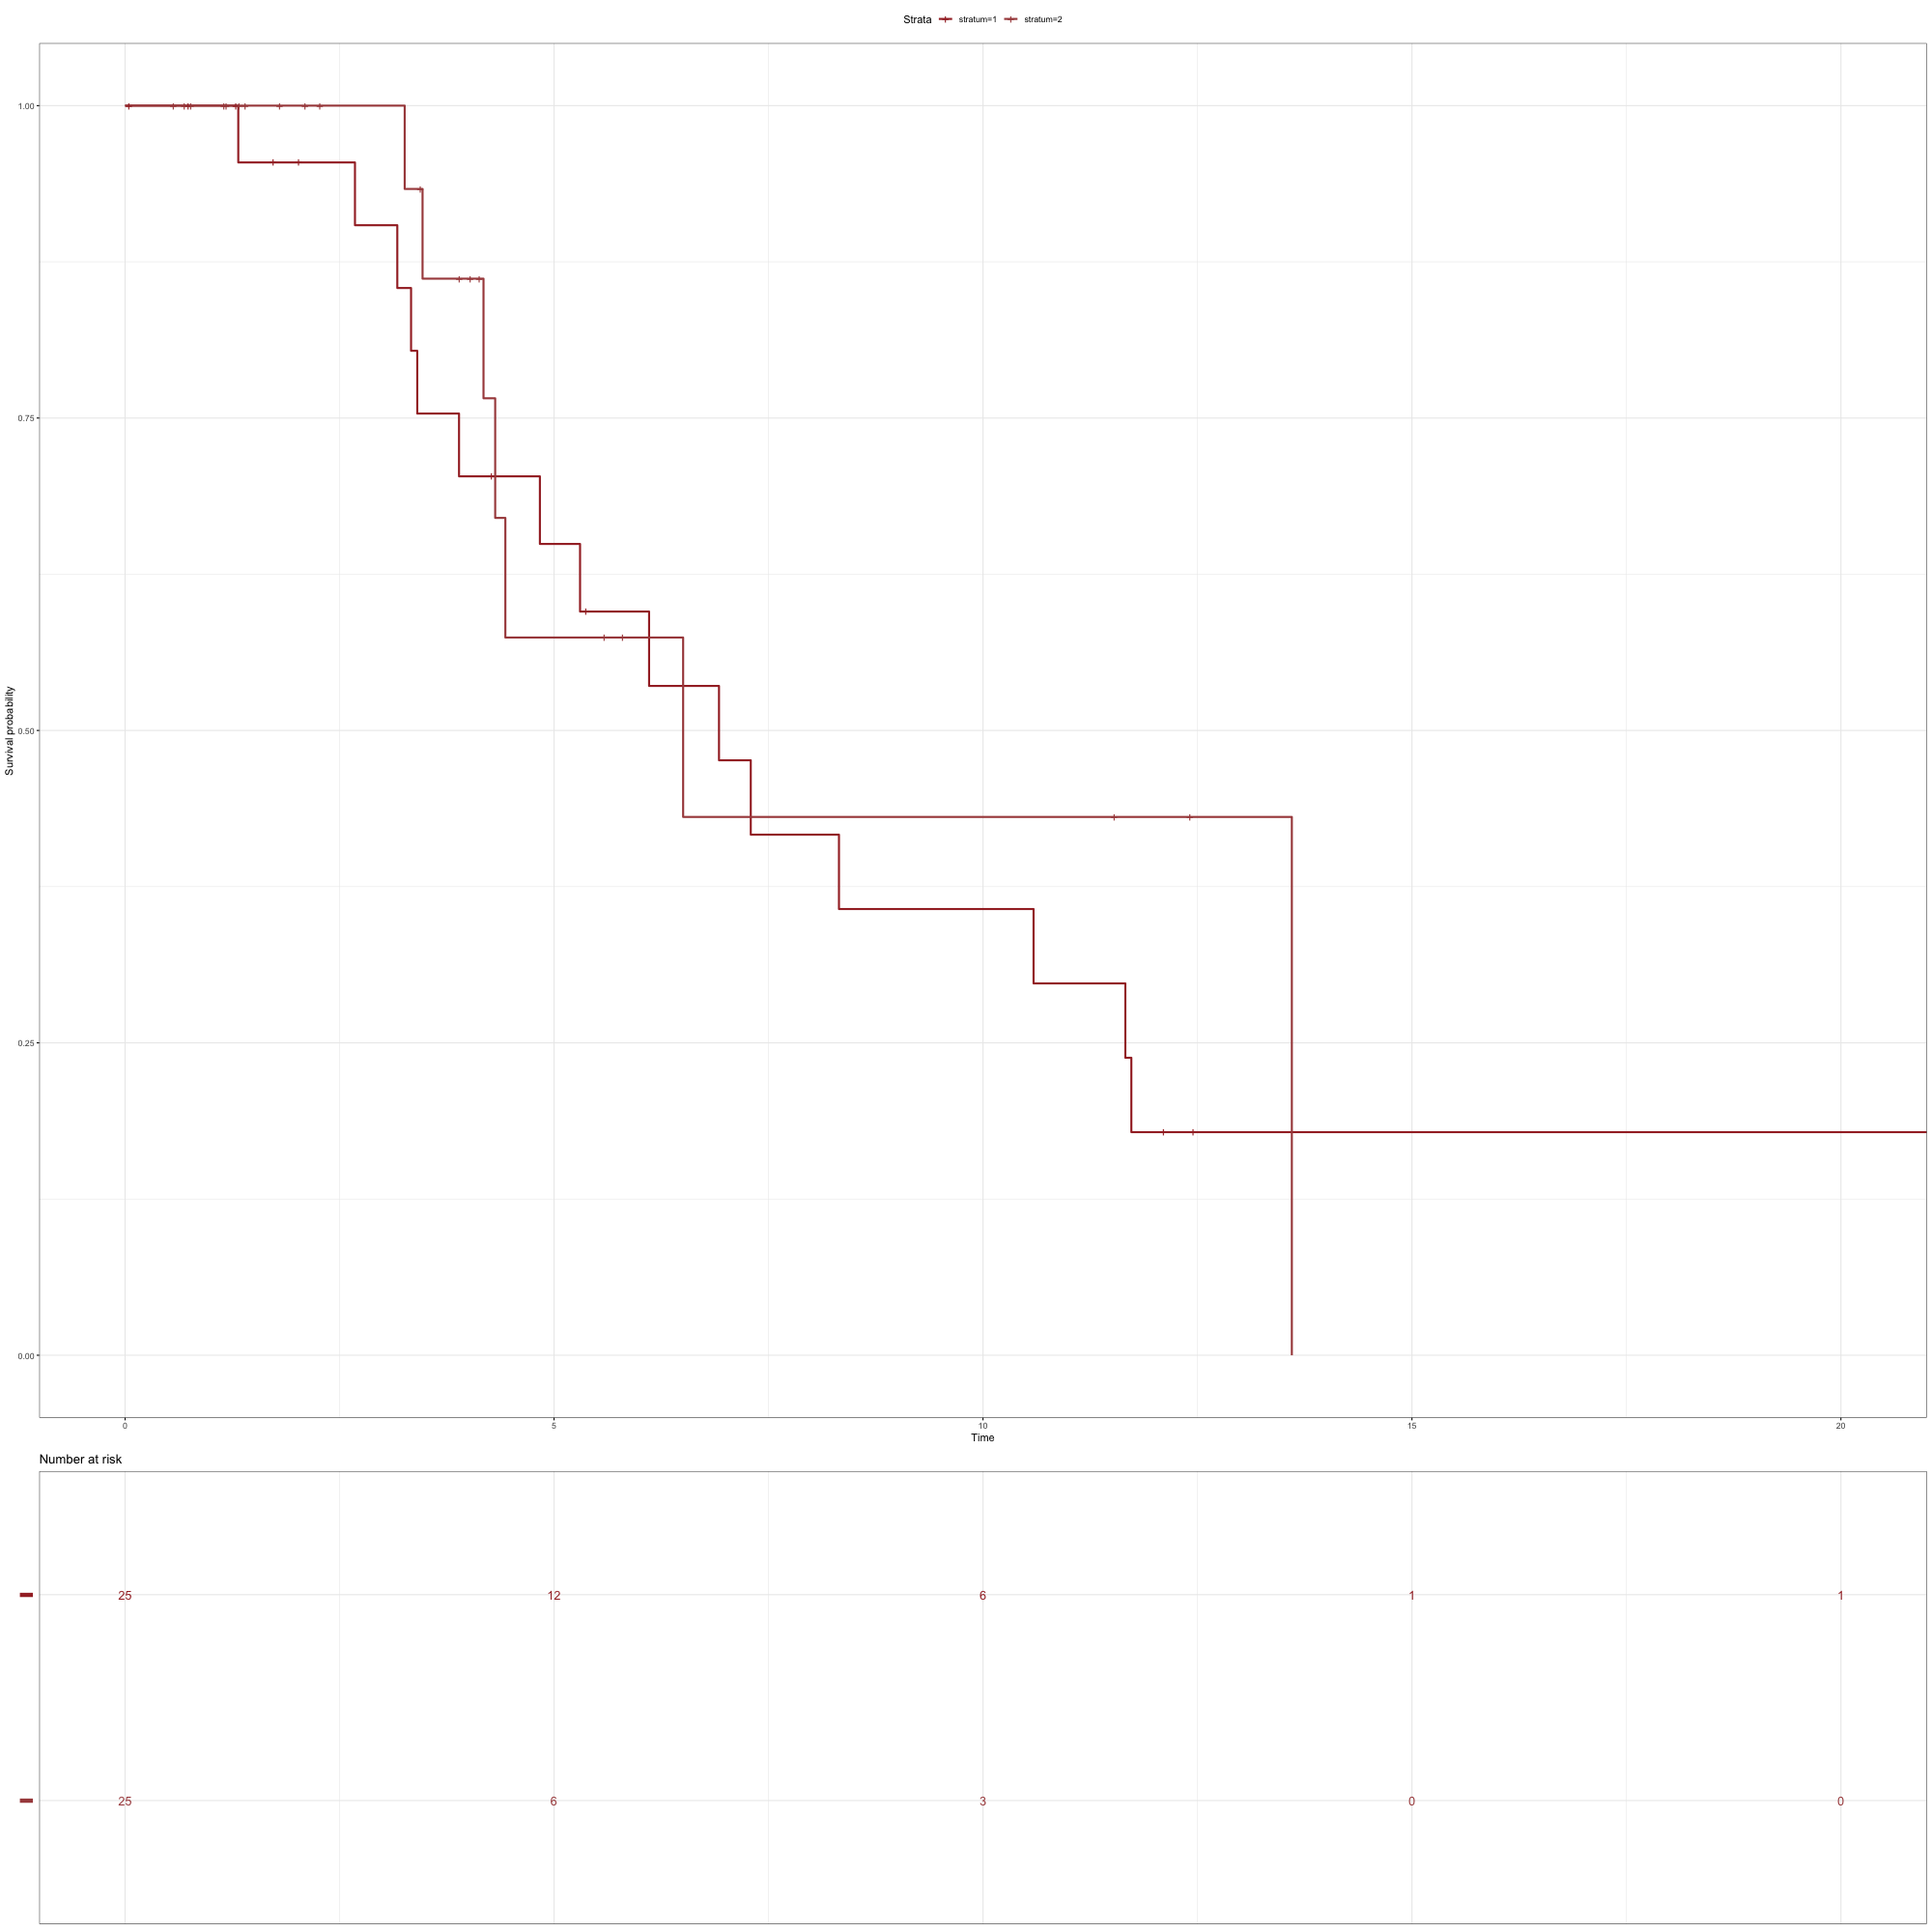 Strata stratum=1 stratum=2
1.00
0.75
0.50
0.25
0.00
Survival probability
0 5 10 15 20
Time
Number at risk
25 12 6 1 1
25 6 3 0 0